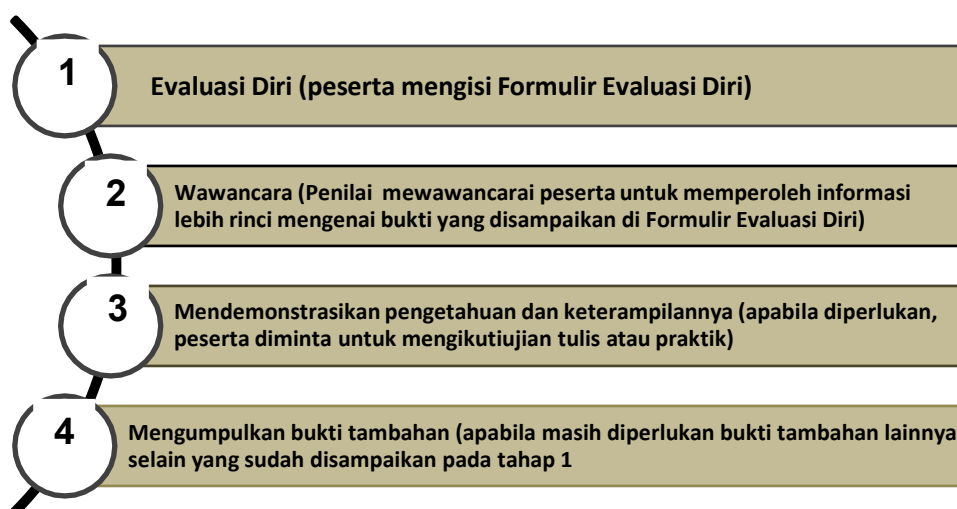 1
Evaluasi Diri (peserta mengisi Formulir Evaluasi Diri)
2
Wawancara (Penilai mewawancarai peserta untuk memperoleh informasi
lebih rinci mengenai bukti yang disampaikan di Formulir Evaluasi Diri)
3
Mendemonstrasikan pengetahuan dan keterampilannya (apabila diperlukan,
peserta diminta untuk mengikutiujian tulis atau praktik)
4
Mengumpulkan bukti tambahan (apabila masih diperlukan bukti tambahan lainnya
selain yang sudah disampaikan pada tahap 1